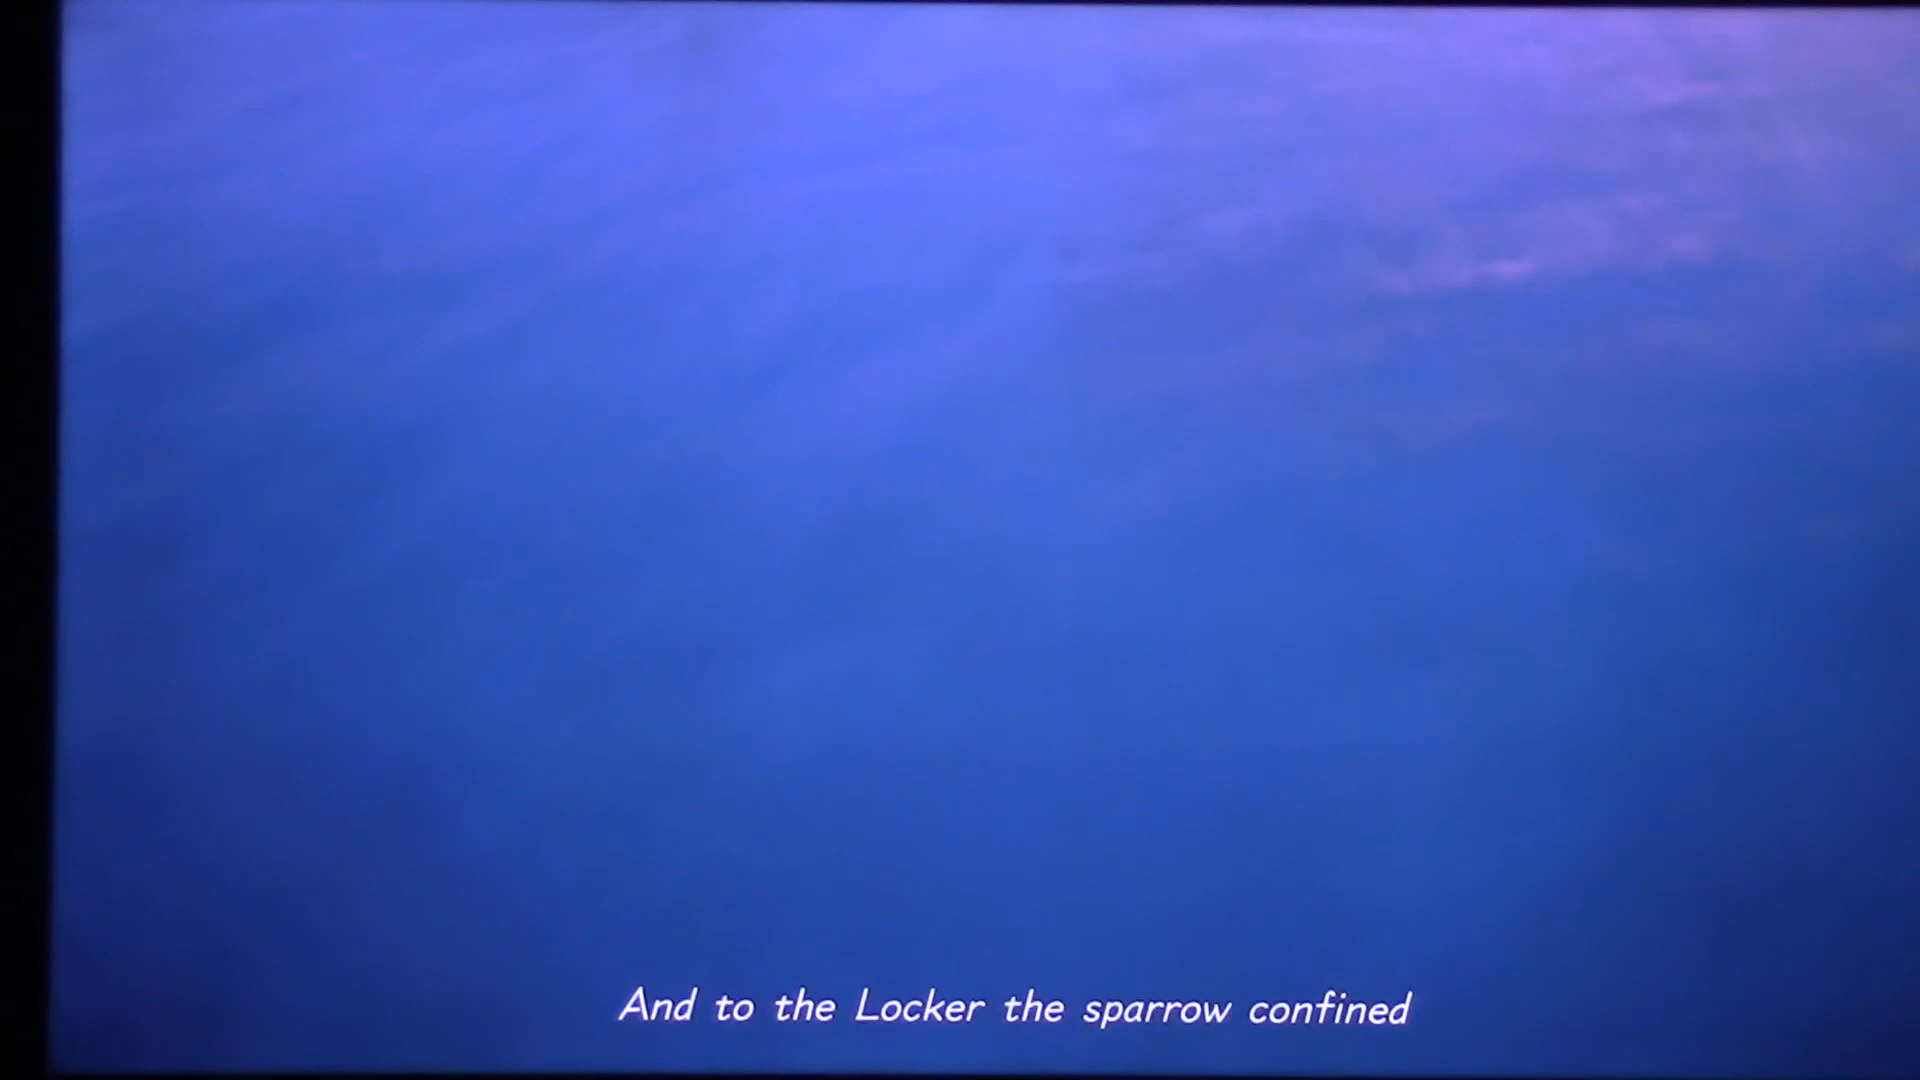 And to the Locker the sparrow confined